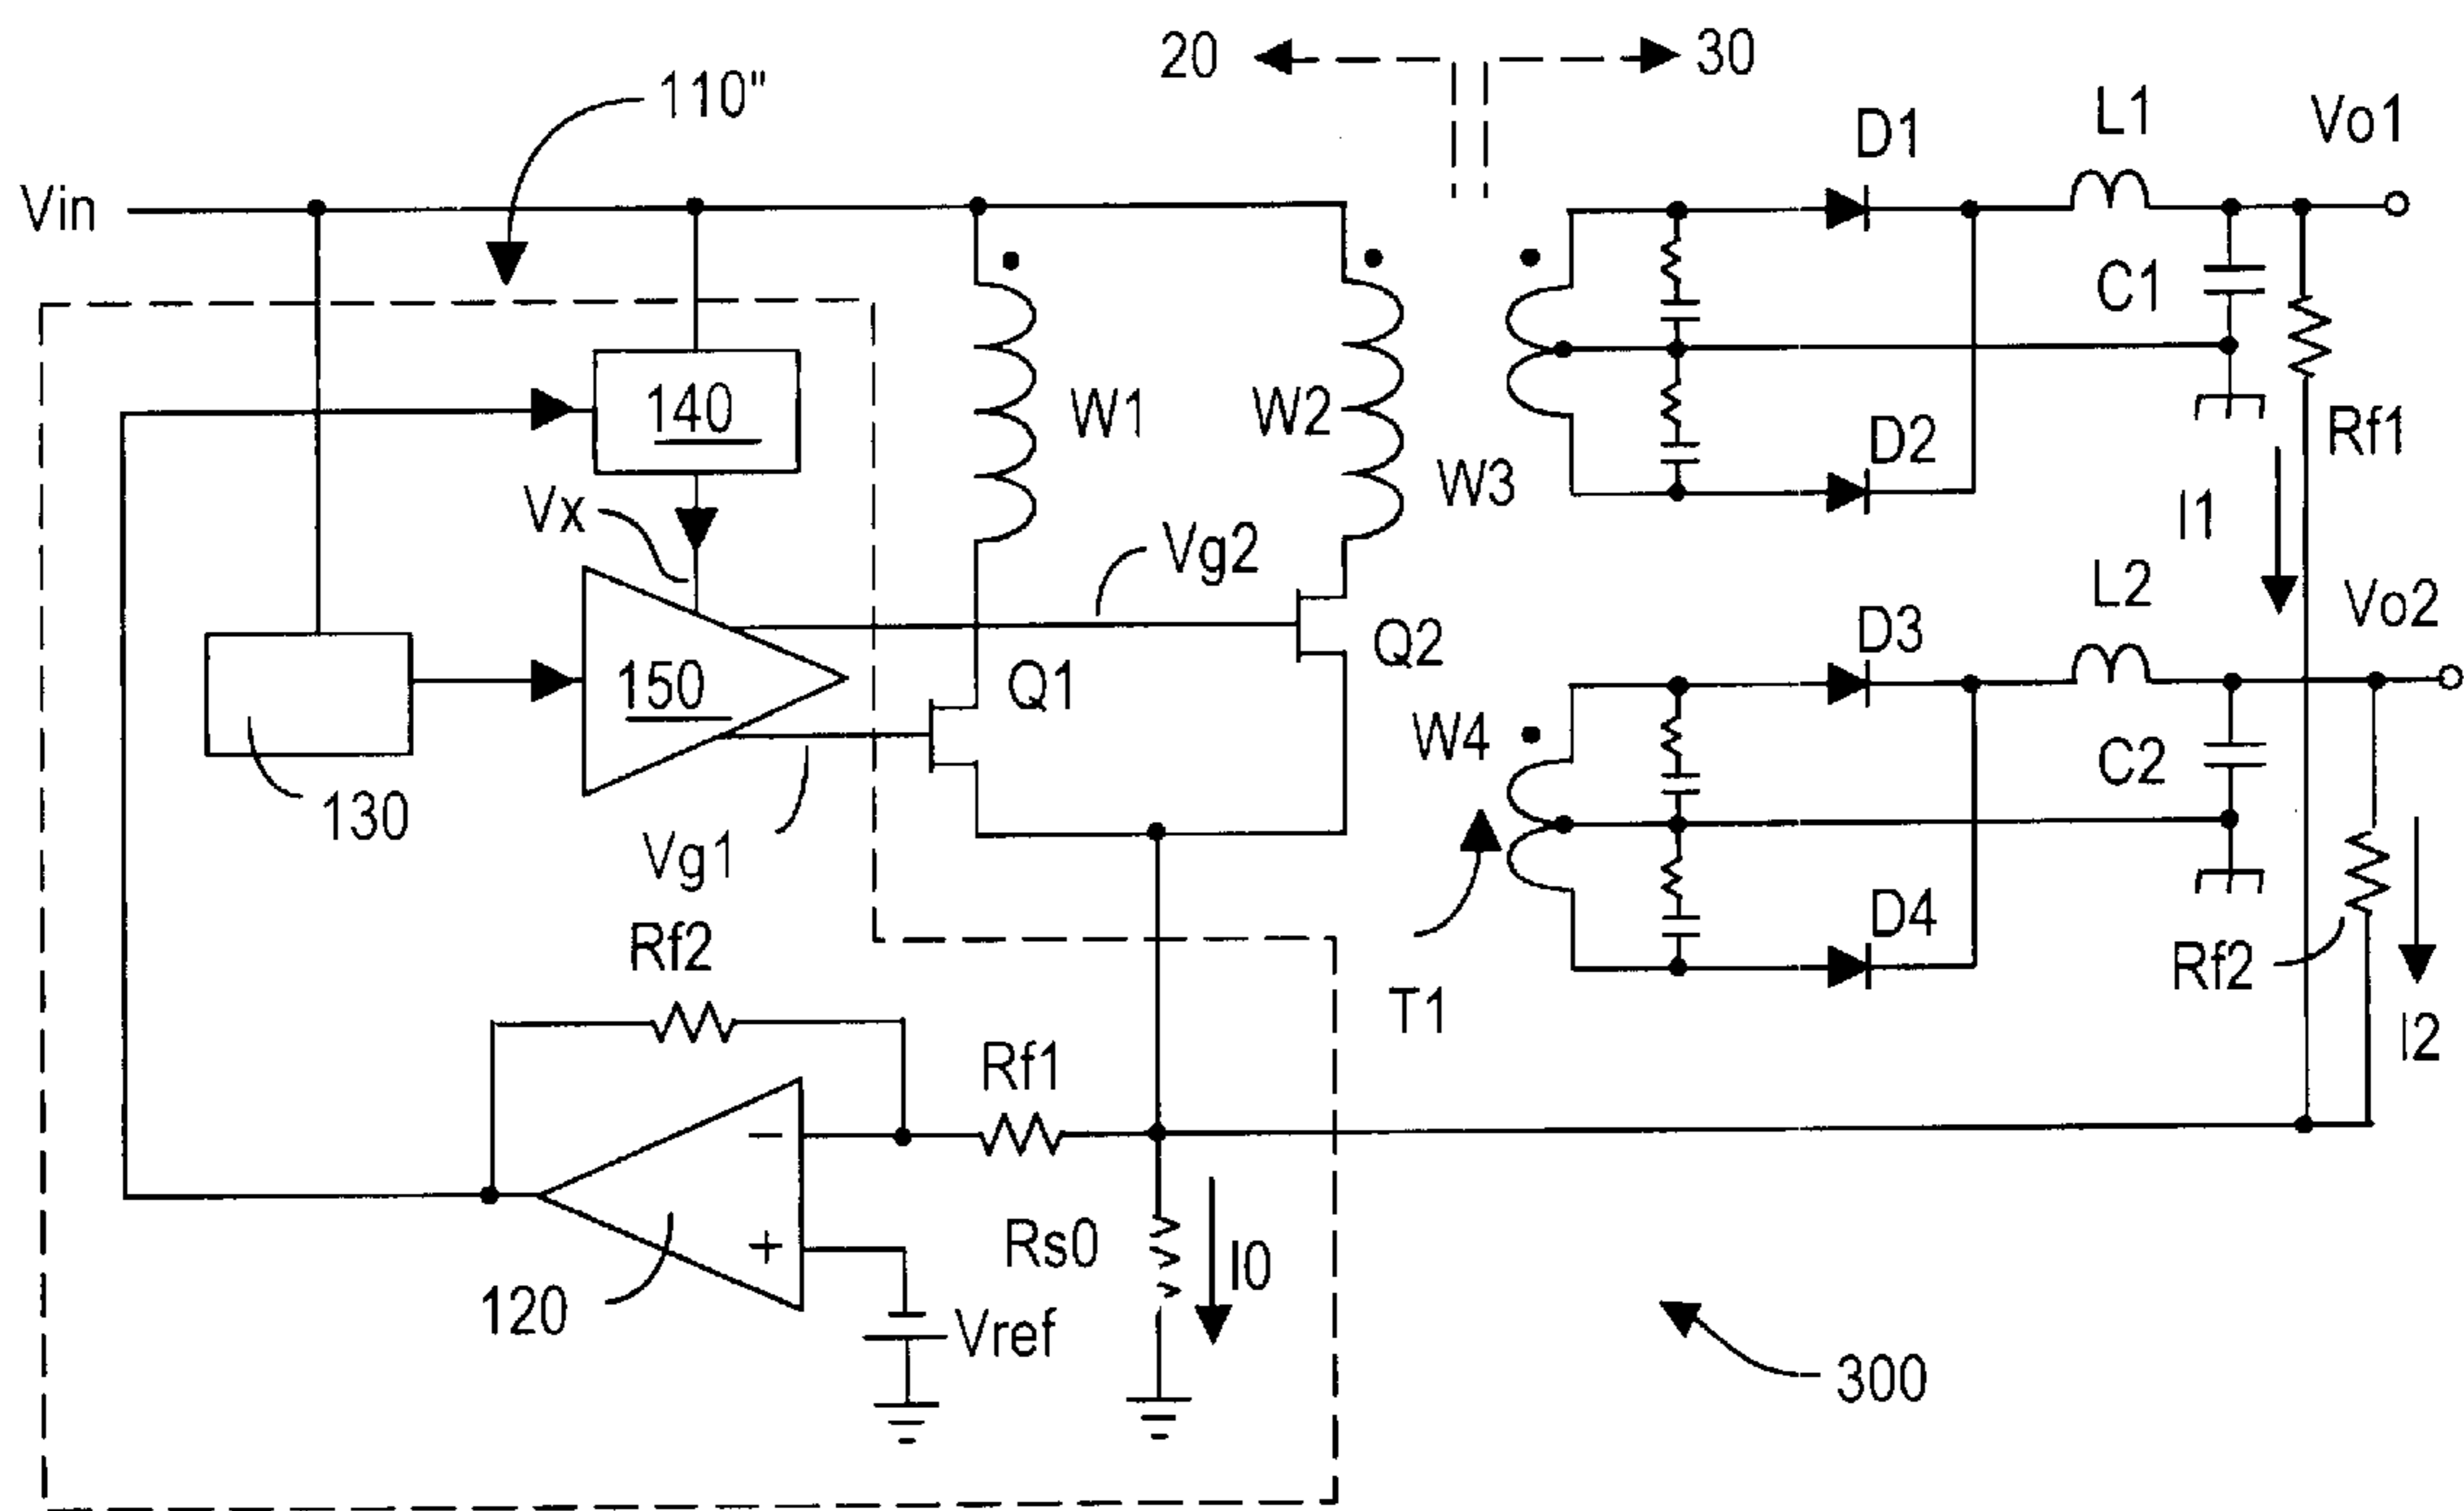 20
30
110"
D1
L1
Vo1
Vin
C1
140
W1
W2
W3
D2
Rf1
Vx
Vg2
I1
L2
Vo2
150
Q1
Q2
D3
W4
C2
130
Vg1
Rf2
D4
Rf2
T1
I2
Rf1
−
Rs0
I0
+
120
Vref
300